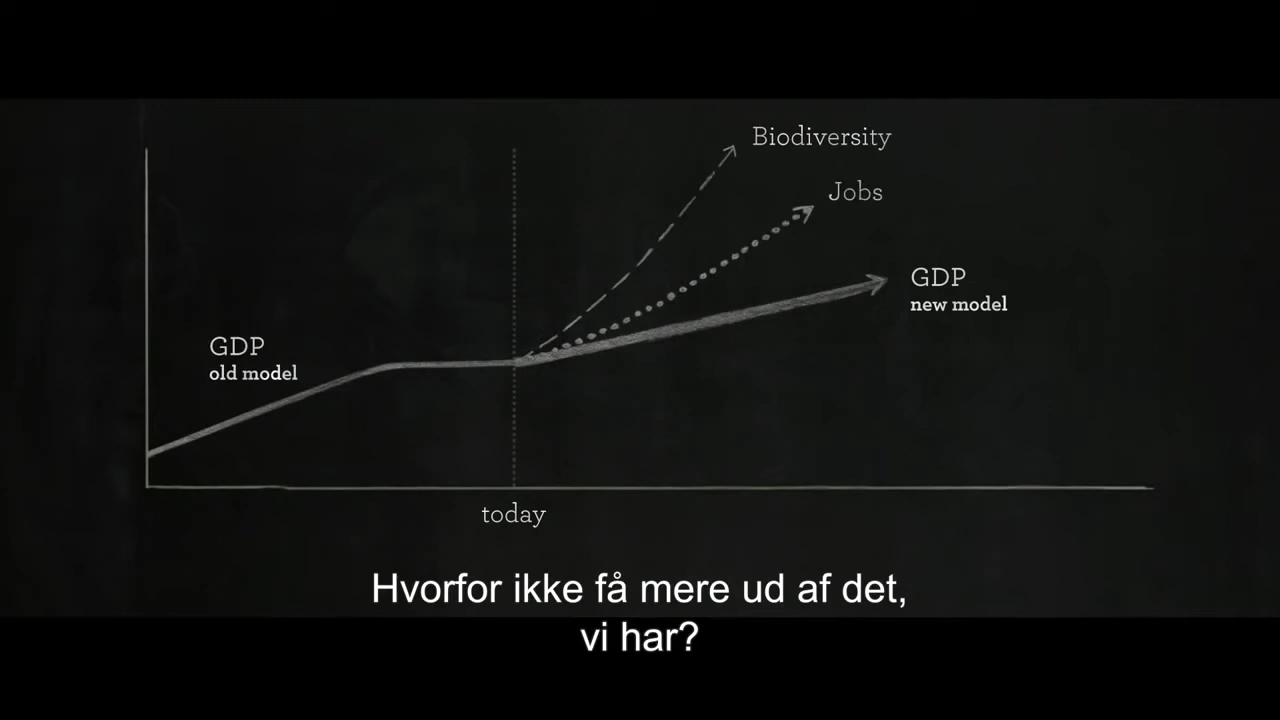 Biodiversity
Jobs
GDP
new model
GDP
old model
today
Hvorfor ikke få mere ud af det,
vi har?